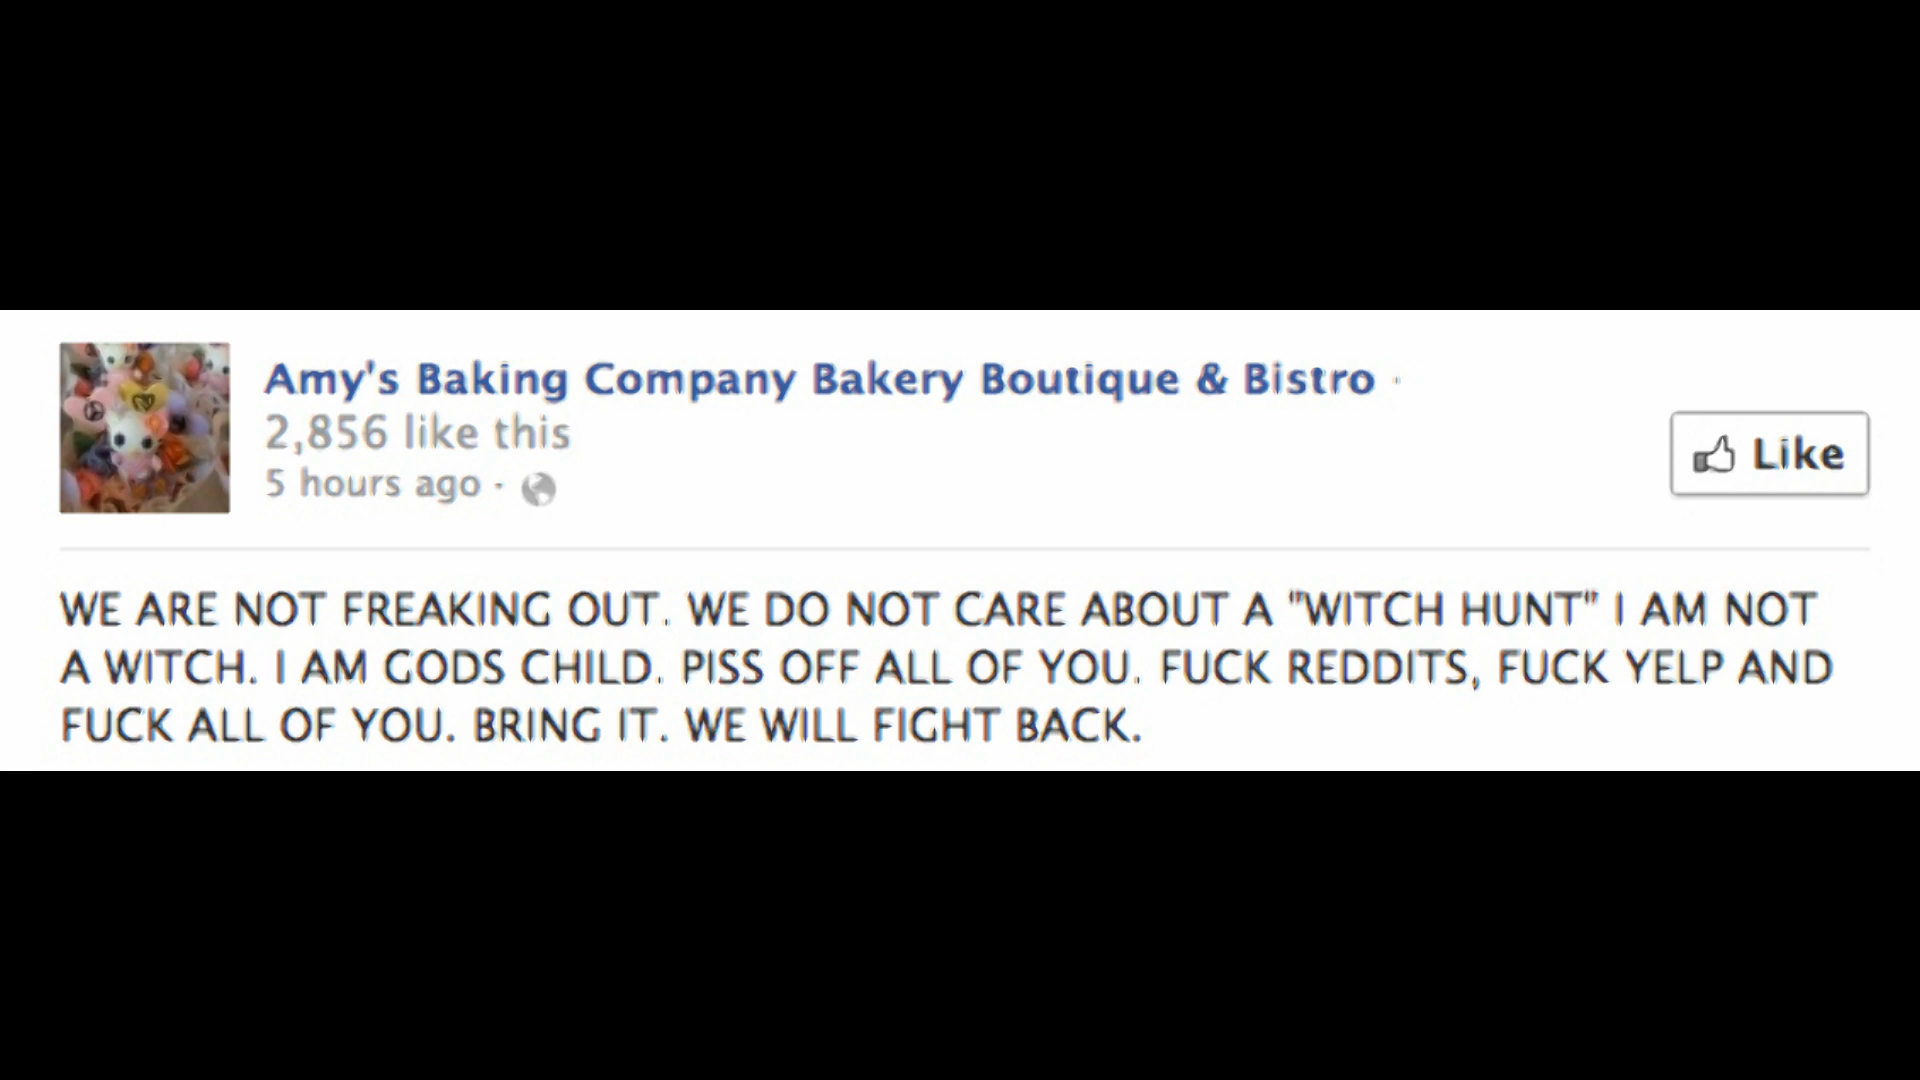 Amy's Baking Company Bakery Boutique & Bistro ·
2,856 like this
5 hours ago ·
Like
WE ARE NOT FREAKING OUT. WE DO NOT CARE ABOUT A "WITCH HUNT" I AM NOT
A WITCH. I AM GODS CHILD. PISS OFF ALL OF YOU. FUCK REDDITS, FUCK YELP AND
FUCK ALL OF YOU. BRING IT. WE WILL FIGHT BACK.